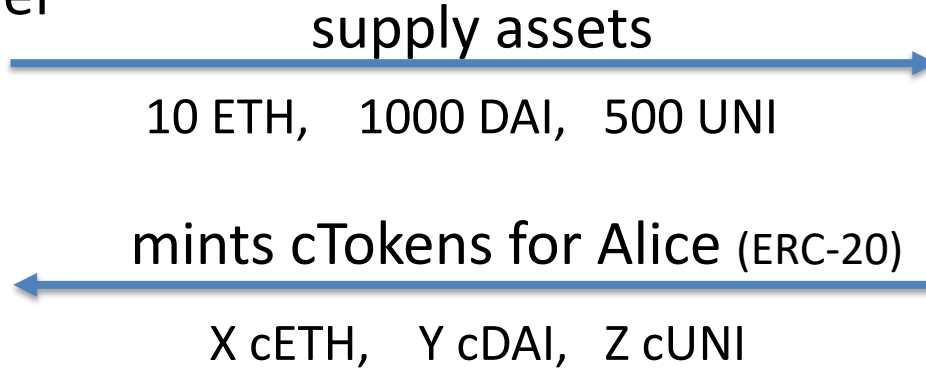 supply assets
10 ETH, 1000 DAI, 500 UNI
mints cTokens for Alice (ERC-20)
X cETH, Y cDAI, Z cUNI